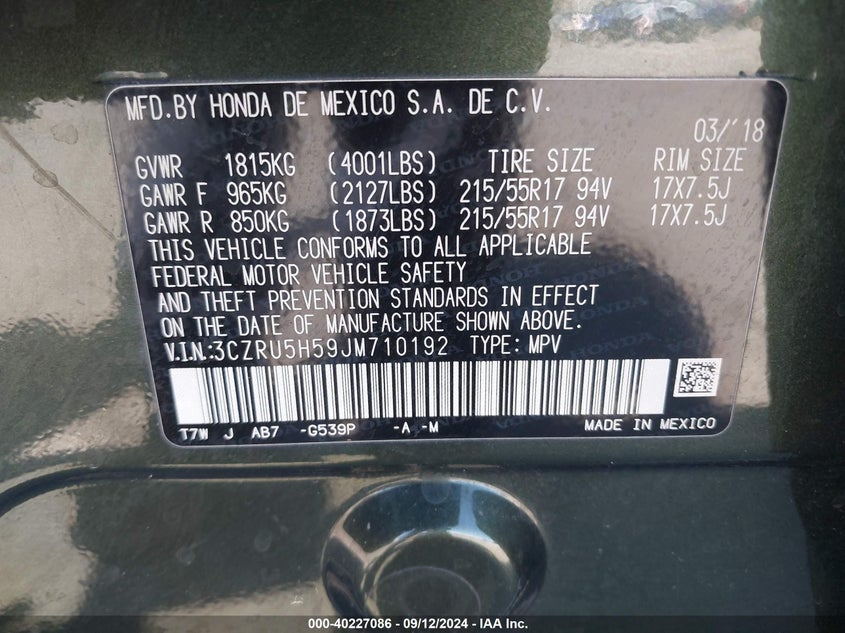 MFD.BY HONDA DE MEXICO S.A. DE C.V.
03/'18
GVWR 1815KG (4001LBS) TIRE SIZE RIM SIZE
GAWR F 965KG (2127LBS) 215/55R17 94V 17X7.5J
GAWR R 850KG (1873LBS) 215/55R17 94V 17X7.5J
THIS VEHICLE CONFORMS TO ALL APPLICABLE
FEDERAL MOTOR VEHICLE SAFETY
AND THEFT PREVENTION STANDARDS IN EFFECT
ON THE DATE OF MANUFACTURE SHOWN ABOVE.
V.I.N:3CZRU5H59JM710192 TYPE: MPV
T7W J AB7 -G539P -A -M MADE IN MEXICO
000-40227086 - 09/12/2024 - IAA Inc.